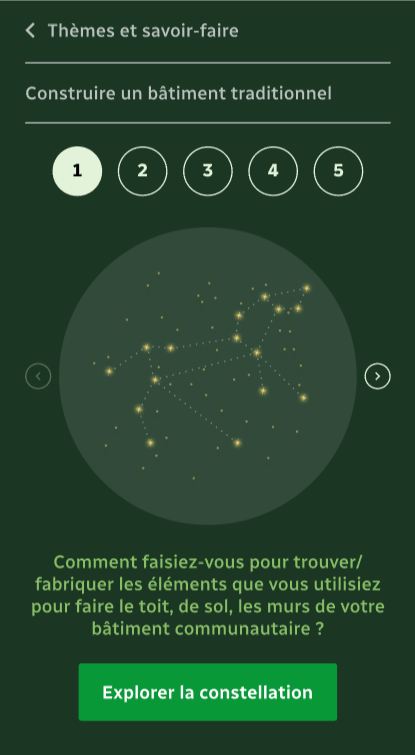 Thèmes et savoir-faire
Construire un bâtiment traditionnel
1 2 3 4 5
Comment faisiez-vous pour trouver/
fabriquer les éléments que vous utilisiez
pour faire le toit, de sol, les murs de votre
bâtiment communautaire ?
Explorer la constellation